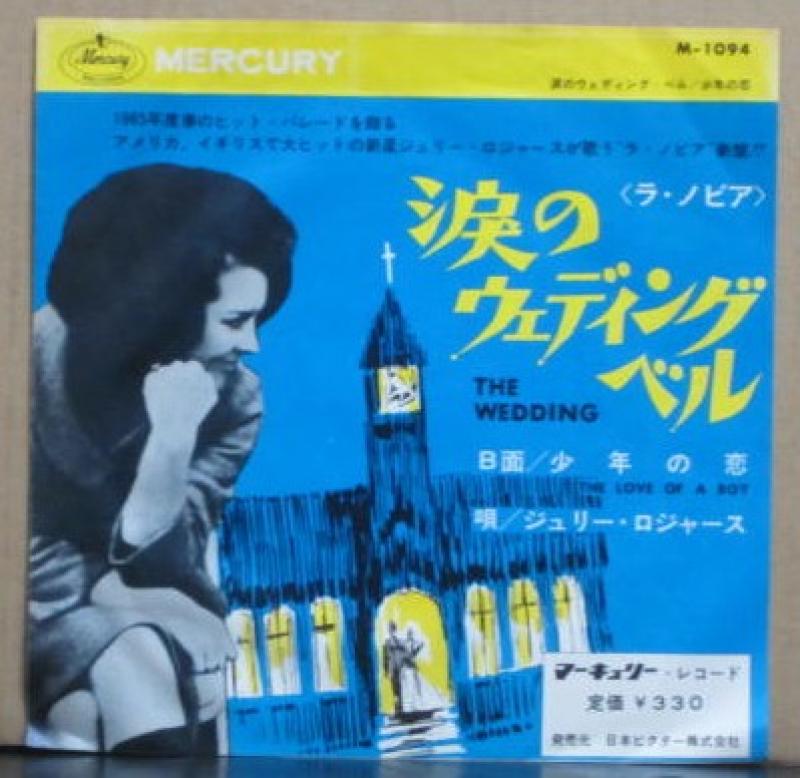 Mercury
MERCURY
M-1094
涙のウェディング・ベル/少年の恋
1965年度春のヒット・パレードを飾る
アメリカ、イギリスで大ヒットの新星ジュリー・ロジャースが歌う"ラ・ノビア"新盤!!
〈ラ・ノビア〉
涙の
ウェディング
ベル
THE
WEDDING
B面/少年の恋
THE LOVE OF A BOY
唄/ジュリー・ロジャース
マーキュリー・レコード
定価 ¥330
発売元 日本ビクター株式会社